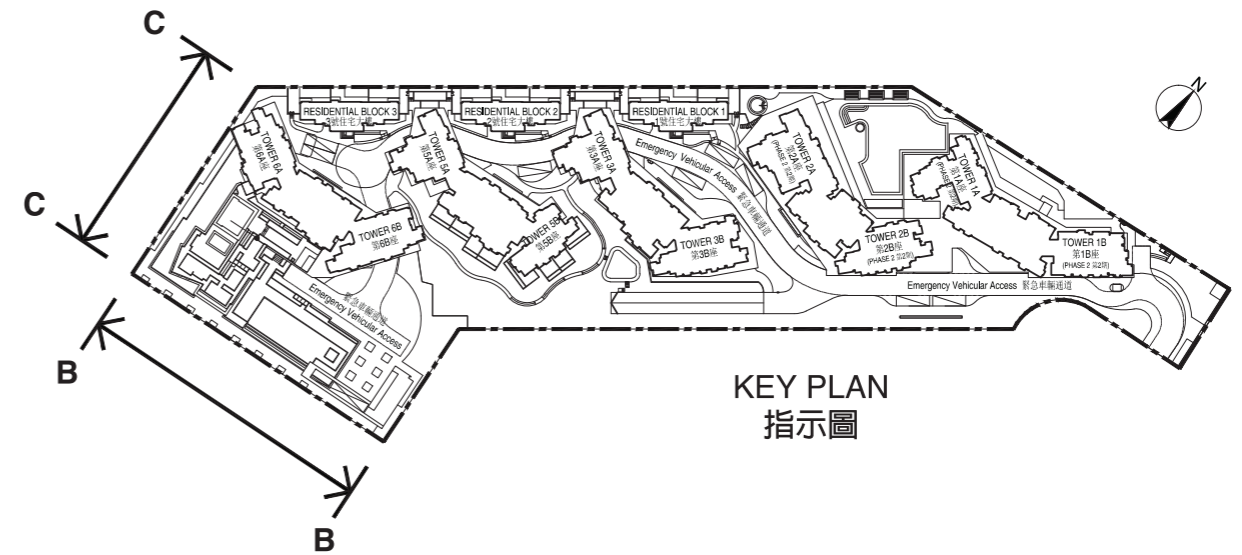 C
N
RESIDENTIAL BLOCK 3
3號住宅大樓
RESIDENTIAL BLOCK 2
2號住宅大樓
RESIDENTIAL BLOCK 1
1號住宅大樓
TOWER 6A
第6A座
TOWER 5A
第5A座
TOWER 3A
第3A座
Emergency Vehicular Access 緊急車輛通道
TOWER 2A
第2A座
(PHASE 2 第2期)
TOWER 1A
第1A座
C
TOWER 6B
第6B座
TOWER 5B
第5B座
TOWER 3B
第3B座
TOWER 2B
第2B座
(PHASE 2 第2期)
TOWER 1B
第1B座
(PHASE 2 第2期)
Emergency Vehicular Access 緊急車輛通道
緊急車輛通道
Emergency Vehicular Access
B
B
KEY PLAN
指示圖